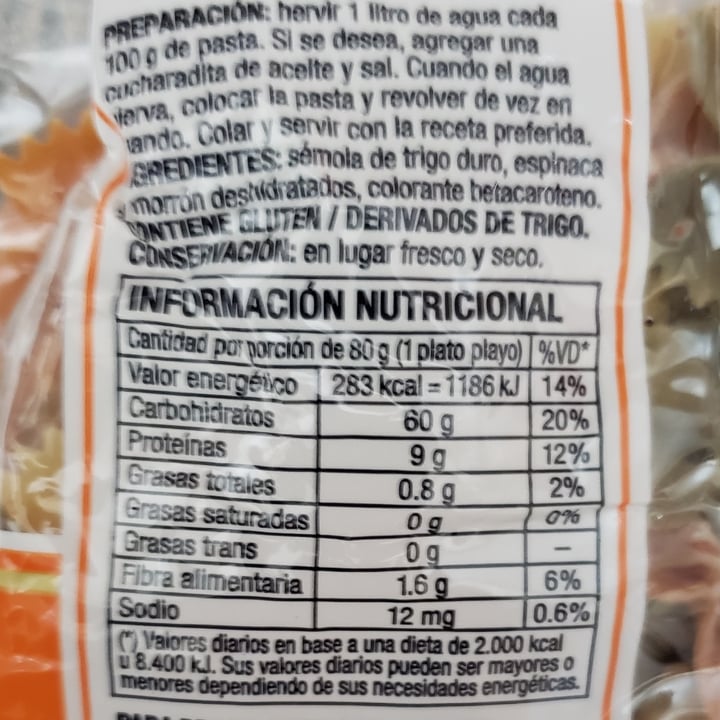 PREPARACIÓN: hervir 1 litro de agua cada
100 g de pasta. Si se desea, agregar una
cucharadita de aceite y sal. Cuando el agua
ierva, colocar la pasta y revolver de vez en
ando. Colar y servir con la receta preferida.
GREDIENTES: sémola de trigo duro, espinaca
y morrón deshidratados, colorante betacaroteno.
ONTIENE GLUTEN / DERIVADOS DE TRIGO.
CONSERVACIÓN: en lugar fresco y seco.
INFORMACIÓN NUTRICIONAL
Cantidad por porción de 80 g (1 plato playo) %VD*
Valor energético 283 kcal = 1186 kJ 14%
Carbohidratos 60 g 20%
Proteínas 9 g 12%
Grasas totales 0.8 g 2%
Grasas saturadas 0 g 0%
Grasas trans 0 g –
Fibra alimentaria 1.6 g 6%
Sodio 12 mg 0.6%
(*) Valores diarios en base a una dieta de 2.000 kcal
u 8.400 kJ. Sus valores diarios pueden ser mayores o
menores dependiendo de sus necesidades energéticas.